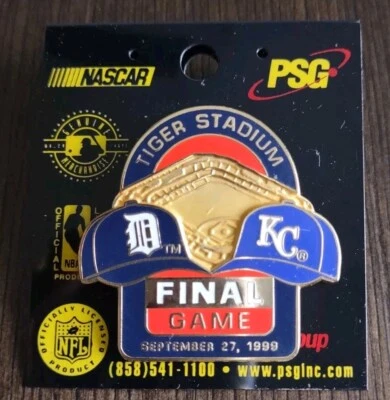 NASCAR
PSG
GENUINE
MERCHANDISE
TIGER STADIUM
D
TM
KC
®
OFFICIAL
NBA
PRODU
FINAL
GAME
SEPTEMBER 27, 1999
OFFICIALLY LICENSED
NFL
PRODUCT
oup
(858)541-1100 • www.psginc.com